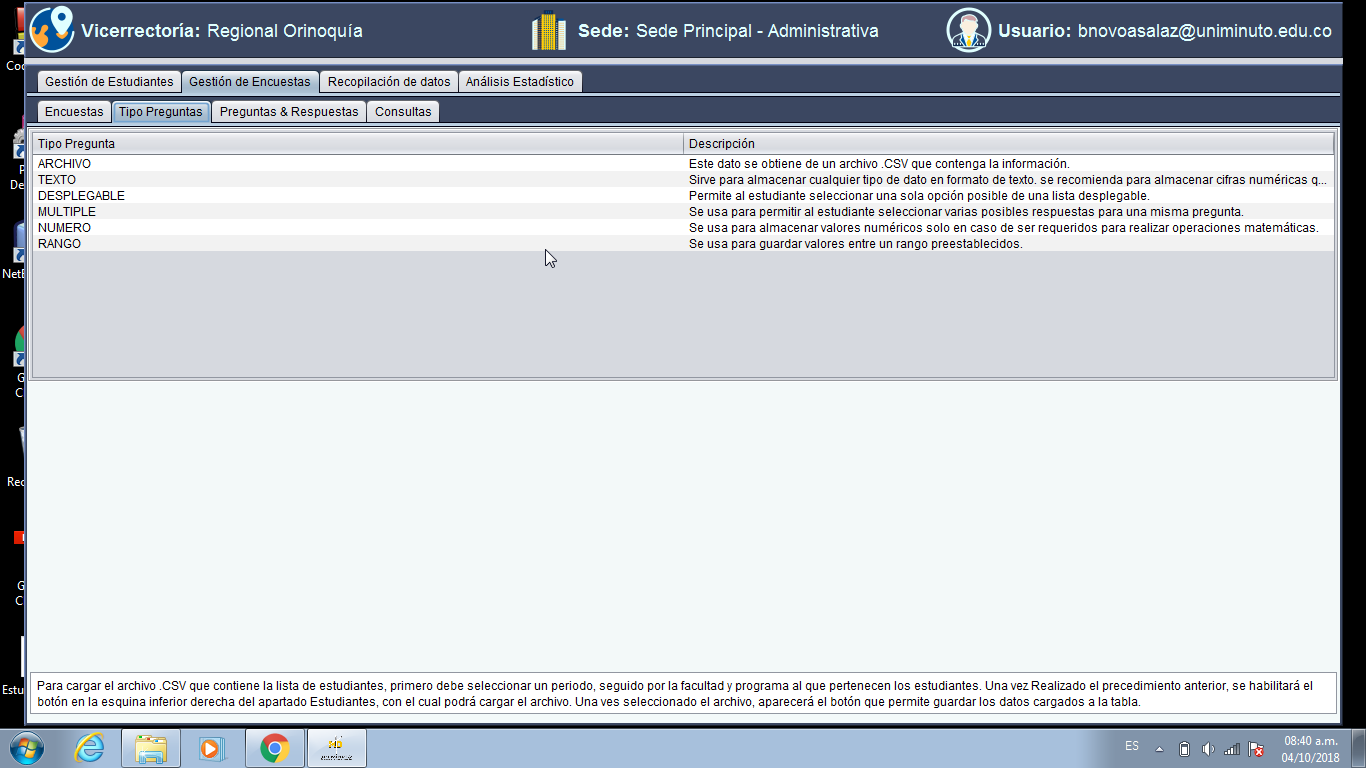 Vicerrectoría: Regional Orinoquía
Sede: Sede Principal - Administrativa
Usuario: bnovoasalaz@uniminuto.edu.co
Gestión de Estudiantes
Gestión de Encuestas
Recopilación de datos
Análisis Estadístico
Encuestas
Tipo Preguntas
Preguntas & Respuestas
Consultas
Tipo Pregunta
Descripción
ARCHIVO
Este dato se obtiene de un archivo .CSV que contenga la información.
TEXTO
Sirve para almacenar cualquier tipo de dato en formato de texto. se recomienda para almacenar cifras numéricas q...
DESPLEGABLE
Permite al estudiante seleccionar una sola opción posible de una lista desplegable.
MULTIPLE
Se usa para permitir al estudiante seleccionar varias posibles respuestas para una misma pregunta.
NUMERO
Se usa para almacenar valores numéricos solo en caso de ser requeridos para realizar operaciones matemáticas.
RANGO
Se usa para guardar valores entre un rango preestablecidos.
Para cargar el archivo .CSV que contiene la lista de estudiantes, primero debe seleccionar un periodo, seguido por la facultad y programa al que pertenecen los estudiantes. Una vez Realizado el precedimiento anterior, se habilitará el
botón en la esquina inferior derecha del apartado Estudiantes, con el cual podrá cargar el archivo. Una ves seleccionado el archivo, aparecerá el botón que permite guardar los datos cargados a la tabla.
ES
08:40 a.m.
04/10/2018